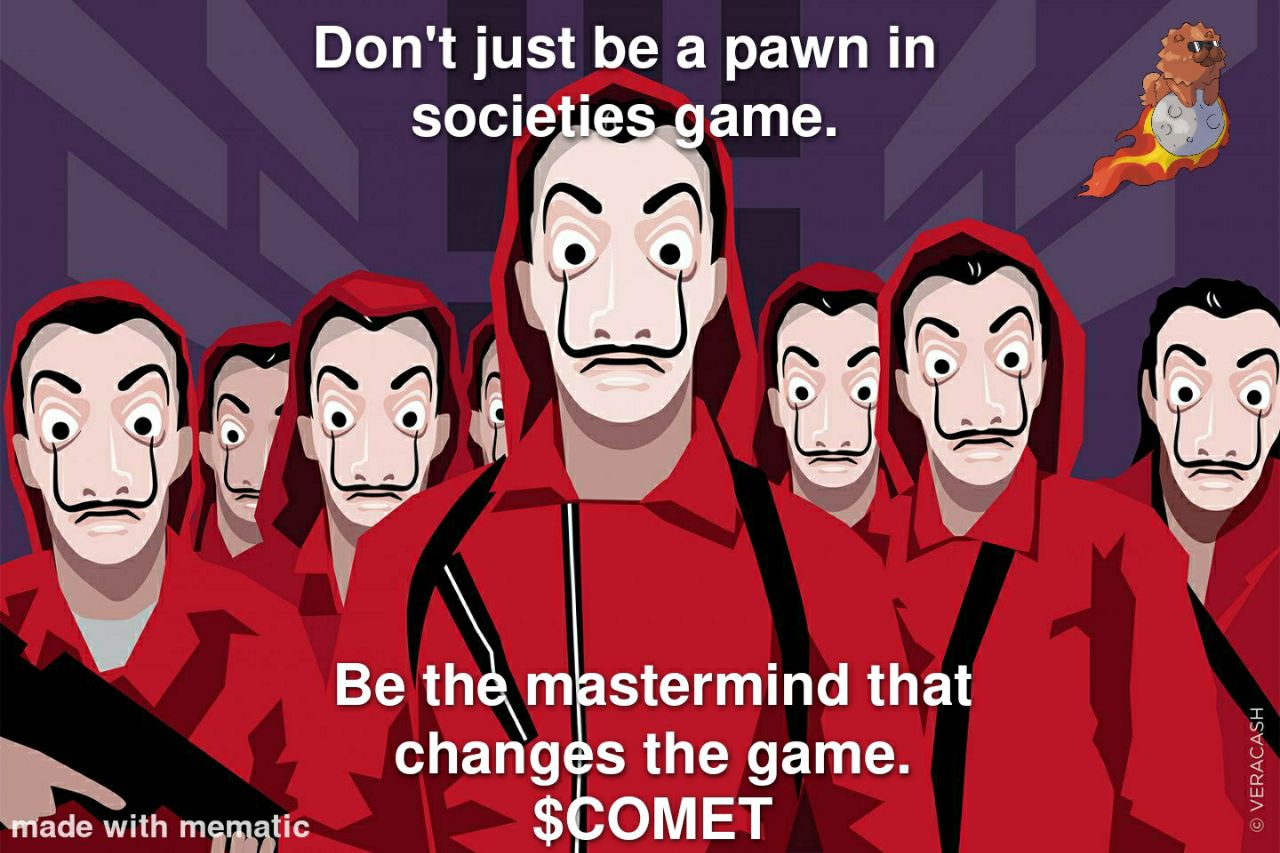 Don't just be a pawn in
societies game.
Be the mastermind that
changes the game.
$COMET
made with mematic
© VERACASH